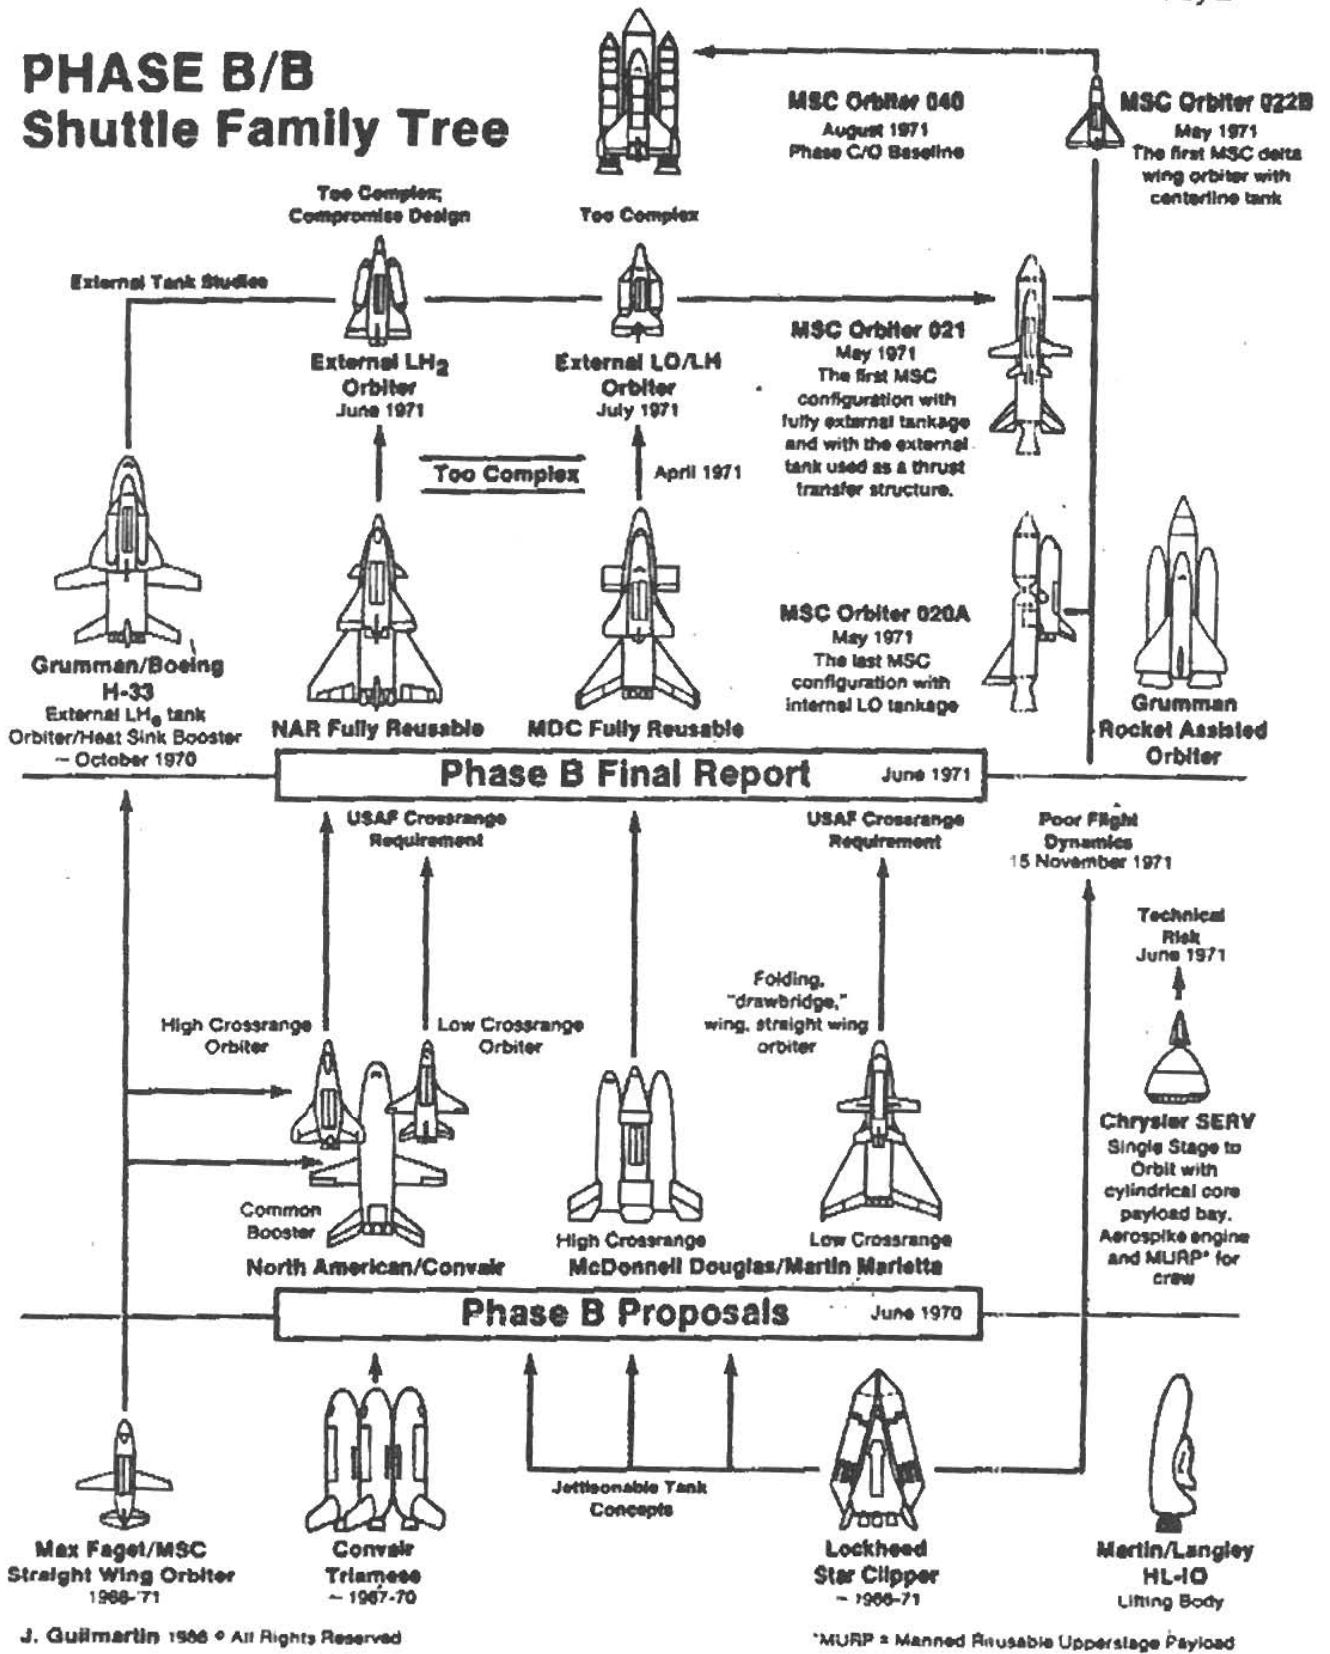 PHASE B/B
Shuttle Family Tree
MSC Orbiter 040
August 1971
Phase C/O Baseline
MSC Orbiter 022B
May 1971
The first MSC delta
wing orbiter with
centerline tank
Too Complex;
Compromise Design
Too Complex
External Tank Studies
External LH2
Orbiter
June 1971
External LO/LH
Orbiter
July 1971
MSC Orbiter 021
May 1971
The first MSC
configuration with
fully external tankage
and with the external
tank used as a thrust
transfer structure.
Too Complex
April 1971
MSC Orbiter 020A
May 1971
The last MSC
configuration with
internal LO tankage
Grumman/Boeing
H-33
External LHe tank
Orbiter/Heat Sink Booster
~ October 1970
NAR Fully Reusable
MDC Fully Reusable
Grumman
Rocket Assisted
Orbiter
Phase B Final Report June 1971
USAF Crossrange
Requirement
USAF Crossrange
Requirement
Poor Flight
Dynamics
15 November 1971
Technical
Risk
June 1971
High Crossrange
Orbiter
Low Crossrange
Orbiter
Folding,
"drawbridge,"
wing, straight wing
orbiter
Common
Booster
High Crossrange
Low Crossrange
North American/Convair
McDonnell Douglas/Martin Marietta
Chrysler SERV
Single Stage to
Orbit with
cylindrical core
payload bay.
Aerospike engine
and MURP* for
crew
Phase B Proposals June 1970
Jettisonable Tank
Concepts
Max Faget/MSC
Straight Wing Orbiter
1968-'71
Convair
Triamese
~ 1967-70
Lockheed
Star Clipper
~ 1966-71
Martin/Langley
HL-10
Lifting Body
J. Guilmartin 1986 © All Rights Reserved
*MURP = Manned Reusable Upperstage Payload